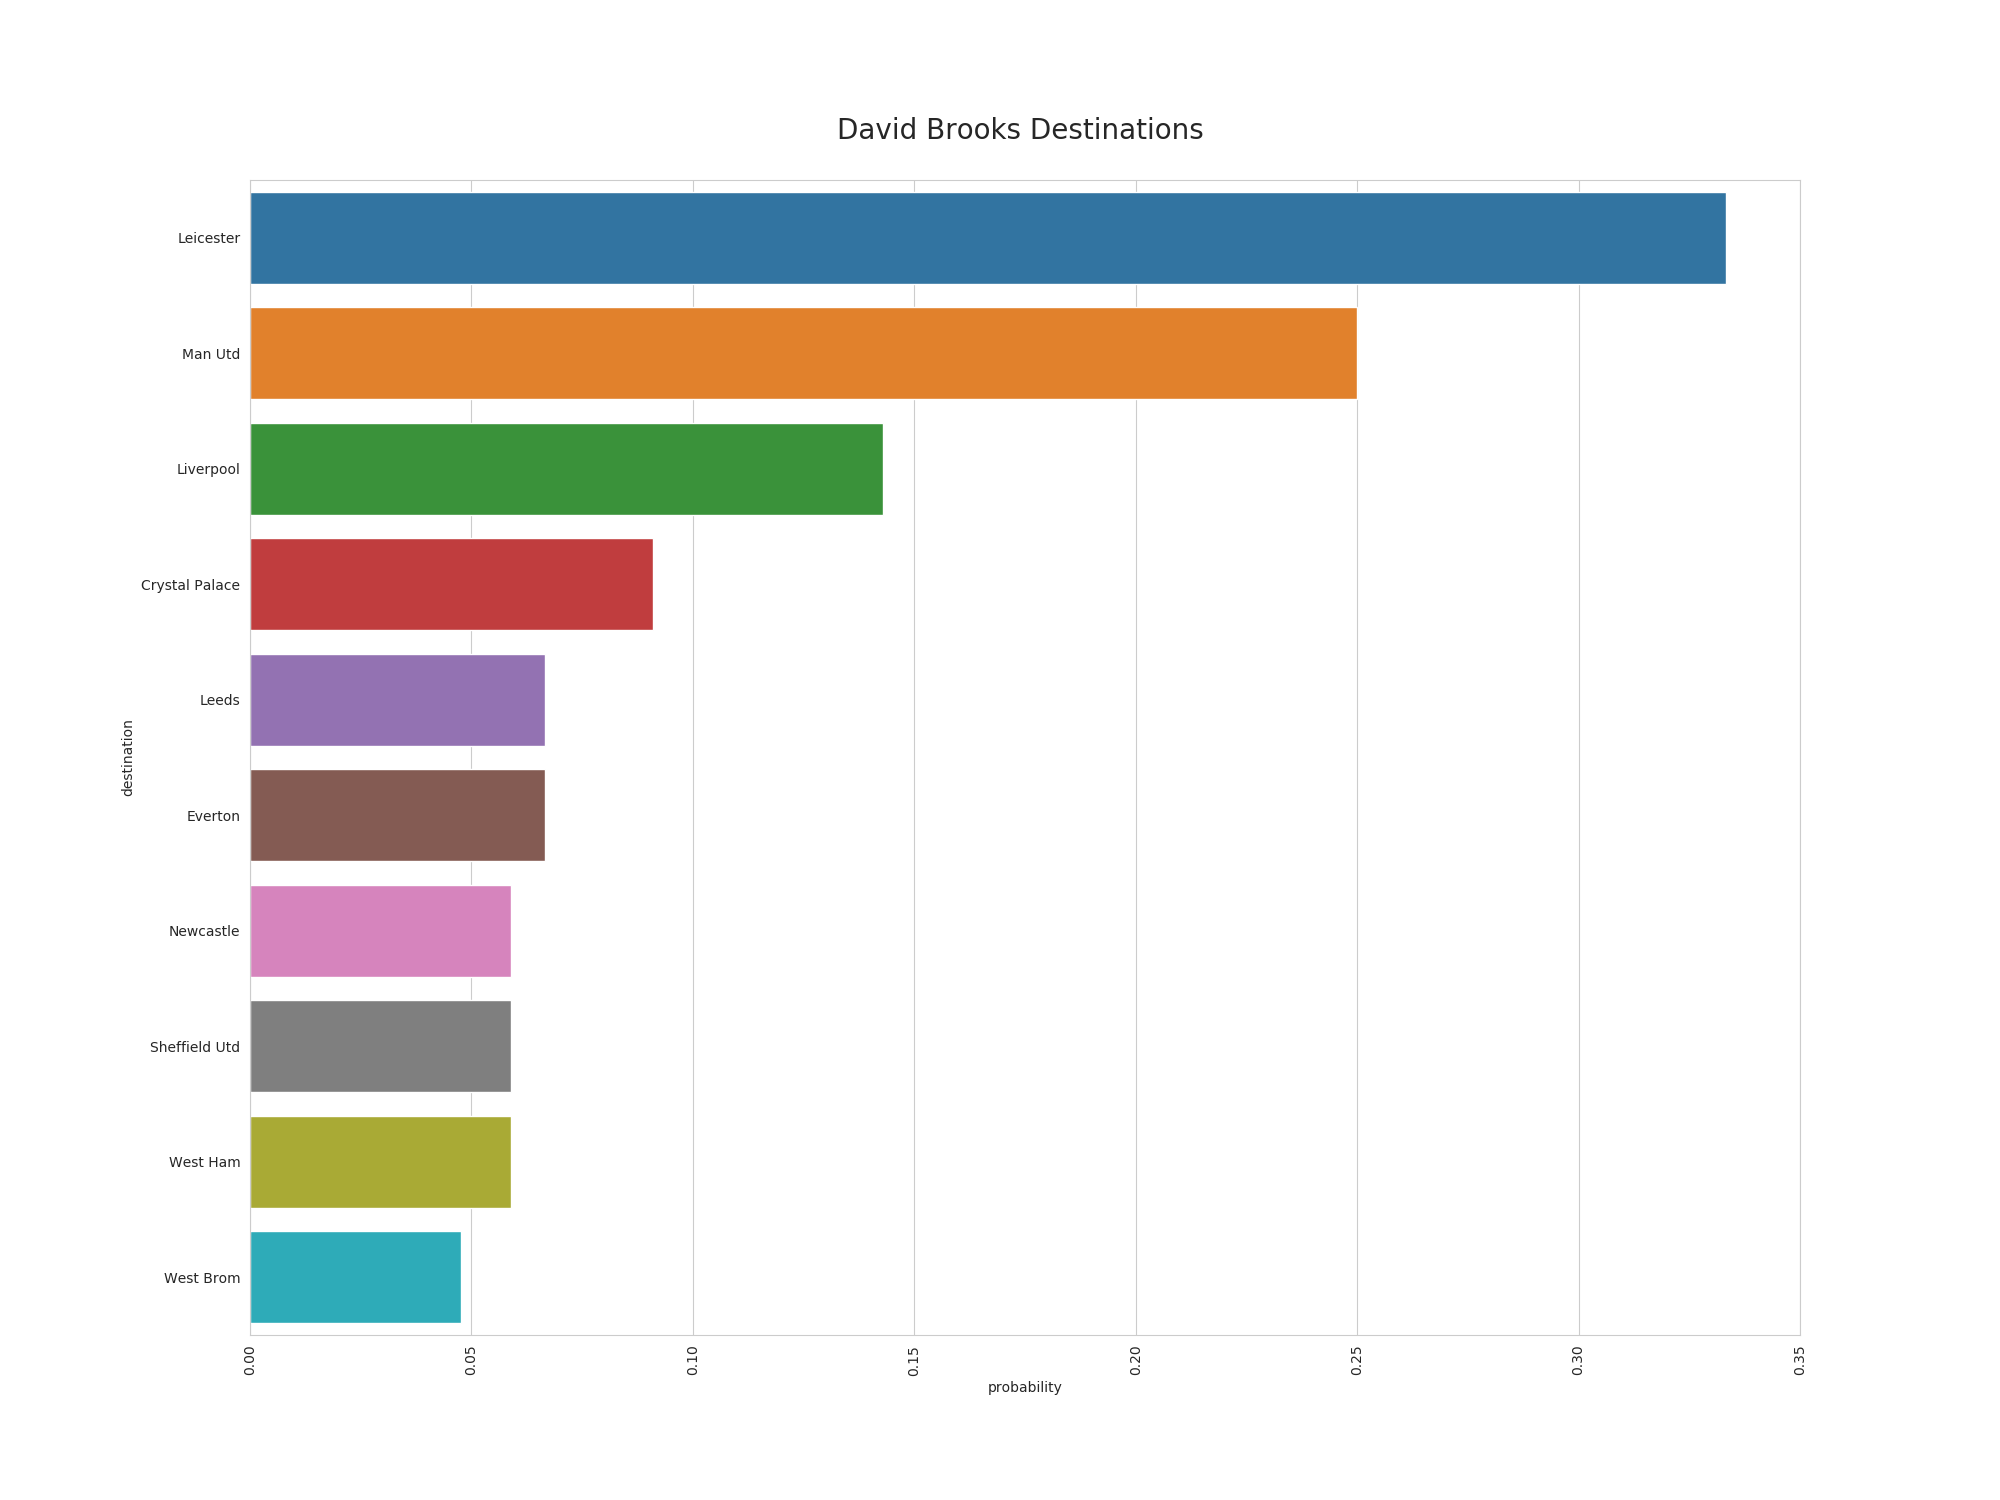 David Brooks Destinations
Leicester
Man Utd
Liverpool
Crystal Palace
Leeds
Everton
Newcastle
Sheffield Utd
West Ham
West Brom
destination
0.00
0.05
0.10
0.15
0.20
0.25
0.30
0.35
probability